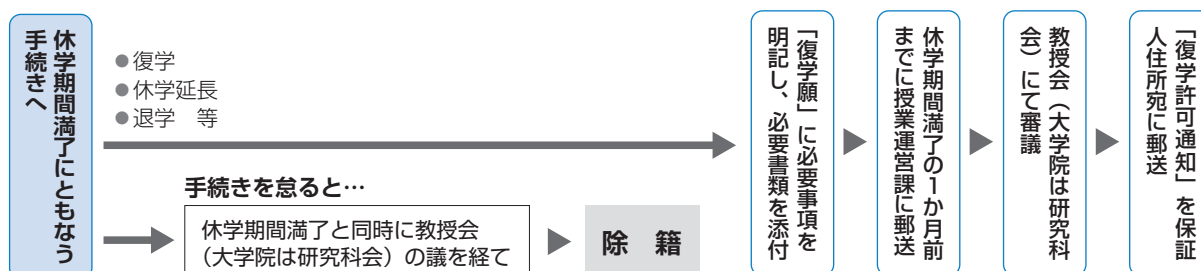 休学期間満了にともなう
手続きへ
●復学
●休学延長
●退学　等
手続きを怠ると…
休学期間満了と同時に教授会
（大学院は研究科会）の議を経て
除　籍
「復学願」に必要事項を
明記し、必要書類を添付
休学期間満了の1か月前
までに授業運営課に郵送
教授会（大学院は研究科
会）にて審議
「復学許可通知」を保証
人住所宛に郵送